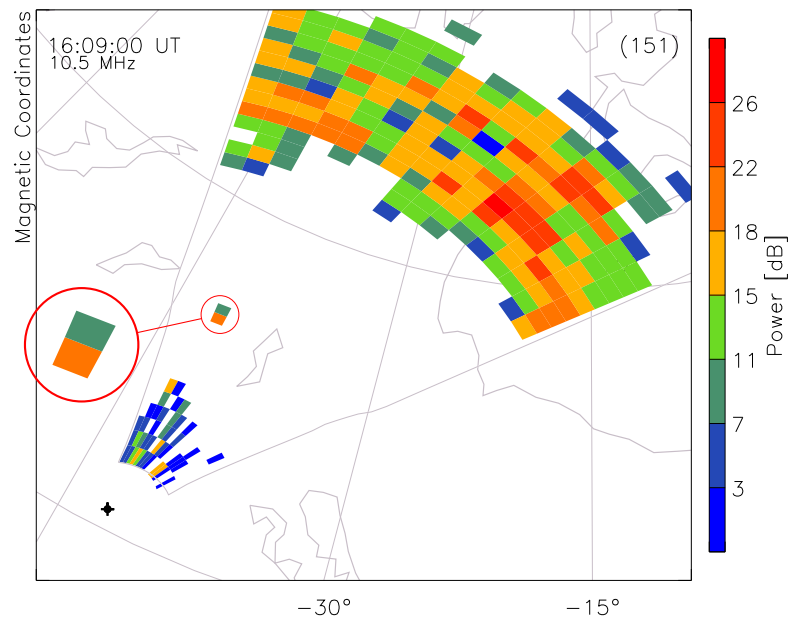 16:09:00 UT
(151)
10.5 MHz
Magnetic Coordinates
26
22
18
15
11
7
3
Power [dB]
−30°
−15°